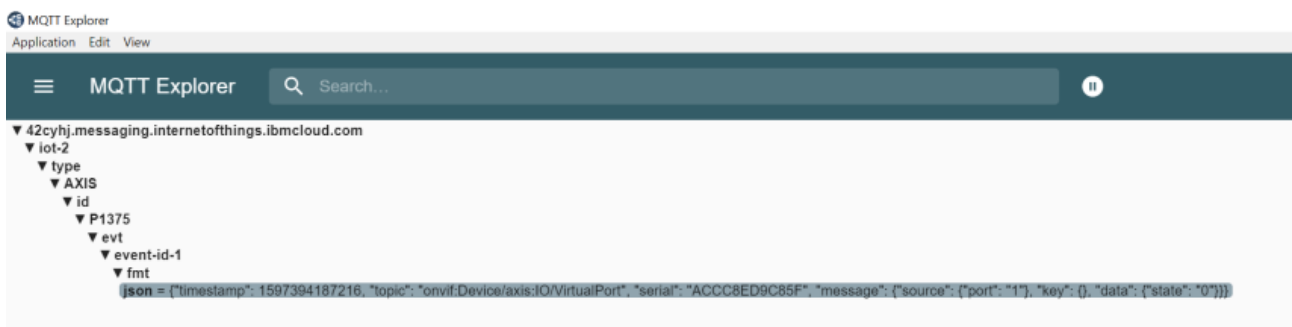 MQTT Explorer
Application Edit View
MQTT Explorer Search...
▼ 42cyhj.messaging.internetofthings.ibmcloud.com
▼ iot-2
▼ type
▼ AXIS
▼ id
▼ P1375
▼ evt
▼ event-id-1
▼ fmt
json = {"timestamp": 1597394187216, "topic": "onvif:Device/axis:IO/VirtualPort", "serial": "ACCC8ED9C85F", "message": {"source": {"port": "1"}, "key": {}, "data": {"state": "0"}}}